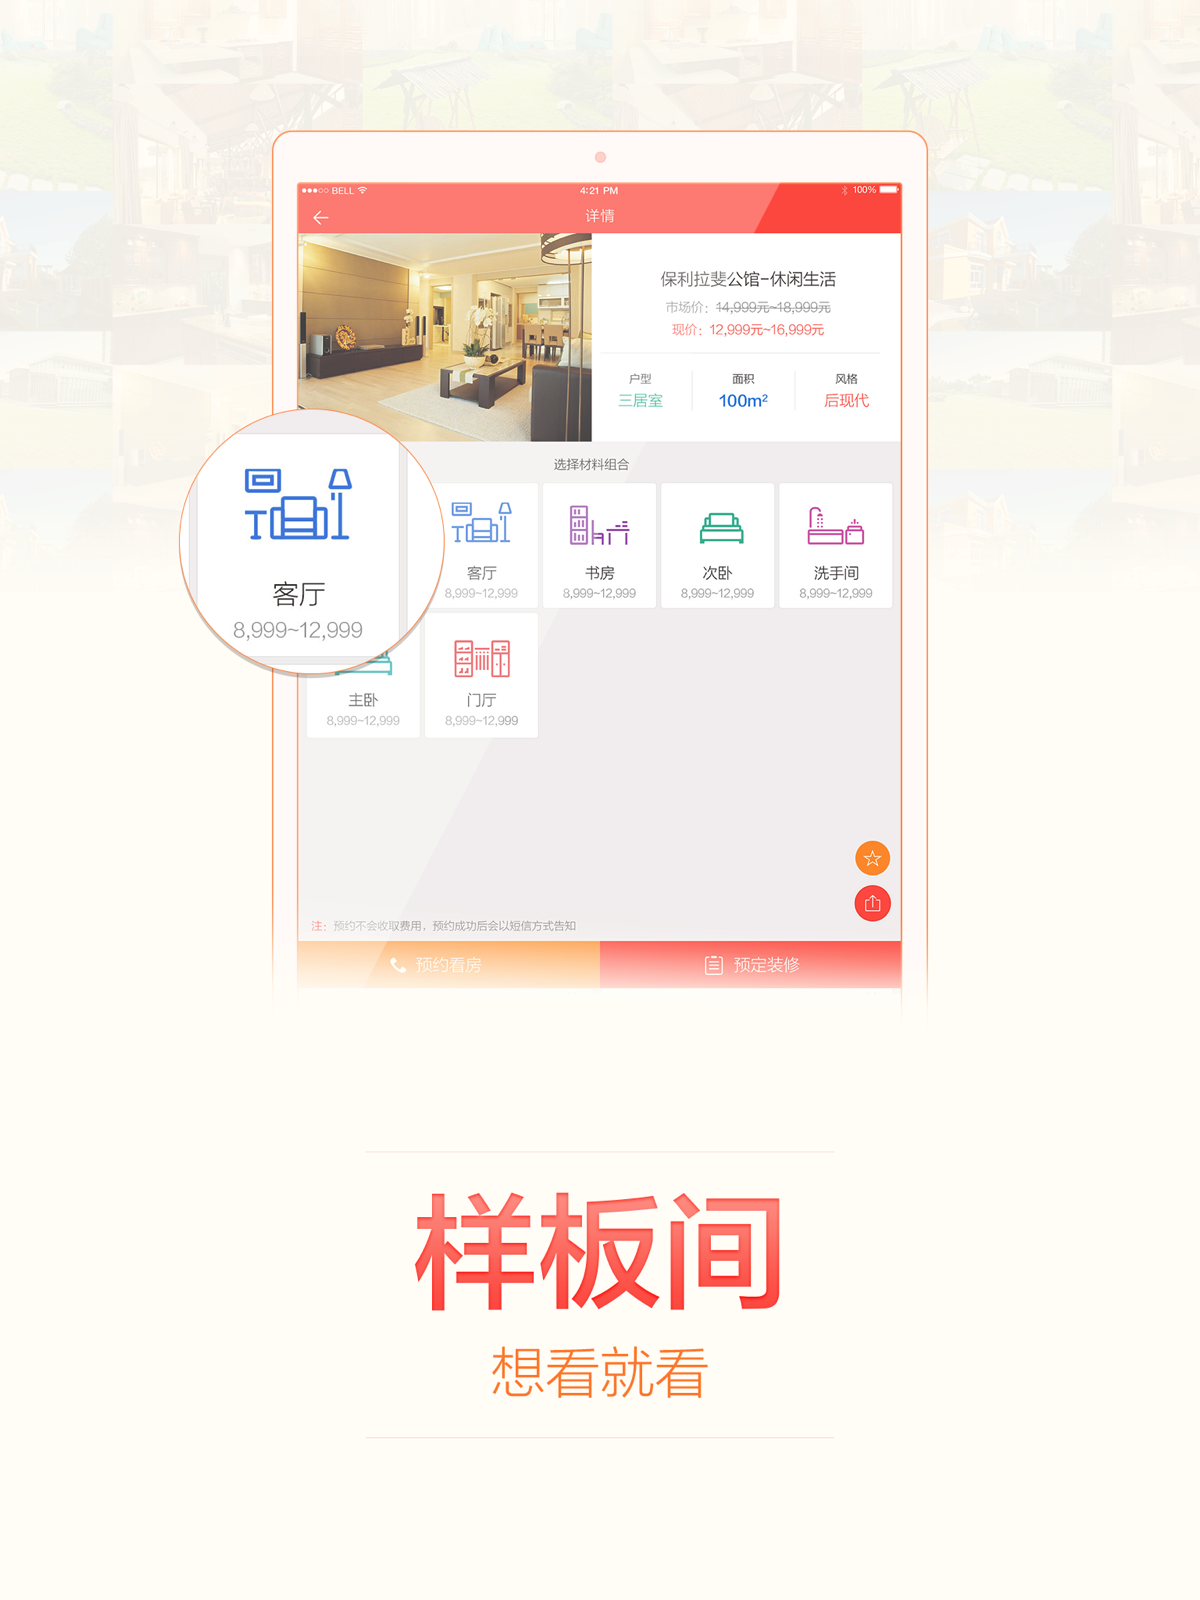 BELL
4:21 PM
100%
详情
保利拉斐公馆-休闲生活
市场价：14,999元~18,999元
现价：12,999元~16,999元
户型
面积
风格
三居室
100m²
后现代
选择材料组合
客厅
8,999~12,999
客厅
8,999~12,999
书房
8,999~12,999
次卧
8,999~12,999
洗手间
8,999~12,999
主卧
8,999~12,999
门厅
8,999~12,999
注：预约不会收取费用，预约成功后会以短信方式告知
预约看房
预定装修
样板间
想看就看